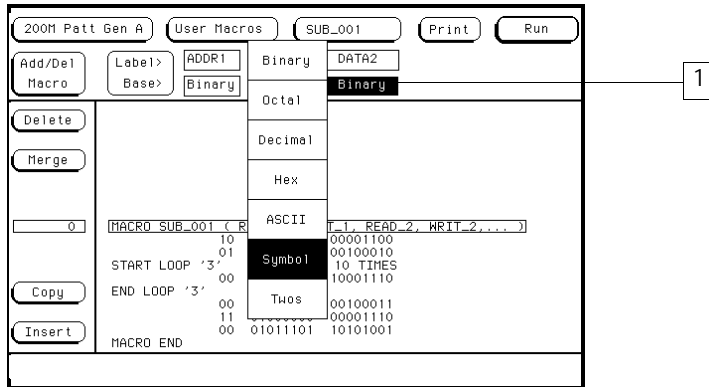 200M Patt Gen A User Macros SUB_001 Print Run
Add/Del Macro
Label> ADDR1 DATA2
Base> Binary Binary
1
Binary
Octal
Decimal
Hex
ASCII
Symbol
Twos
Delete
Merge
0
Copy
Insert
MACRO SUB_001 ( R T_1, READ_2, WRIT_2,... )
10 00001100
01 00100010
START LOOP '3' 10 TIMES
00 10001110
END LOOP '3'
00 00100011
11 00001110
00 01011101 10101001
MACRO END